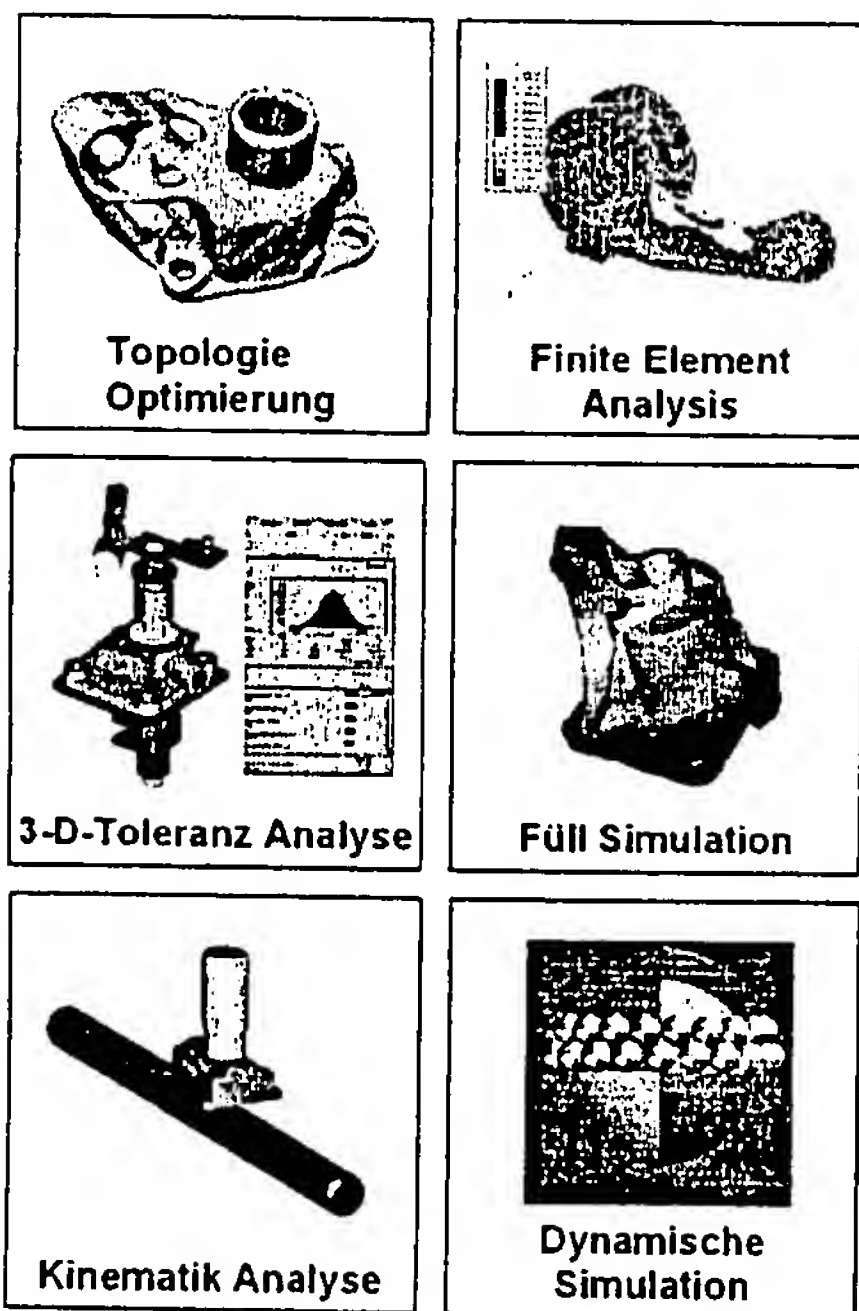 Topologie
Optimierung
Finite Element
Analysis
3-D-Toleranz Analyse
Füll Simulation
Kinematik Analyse
Dynamische
Simulation